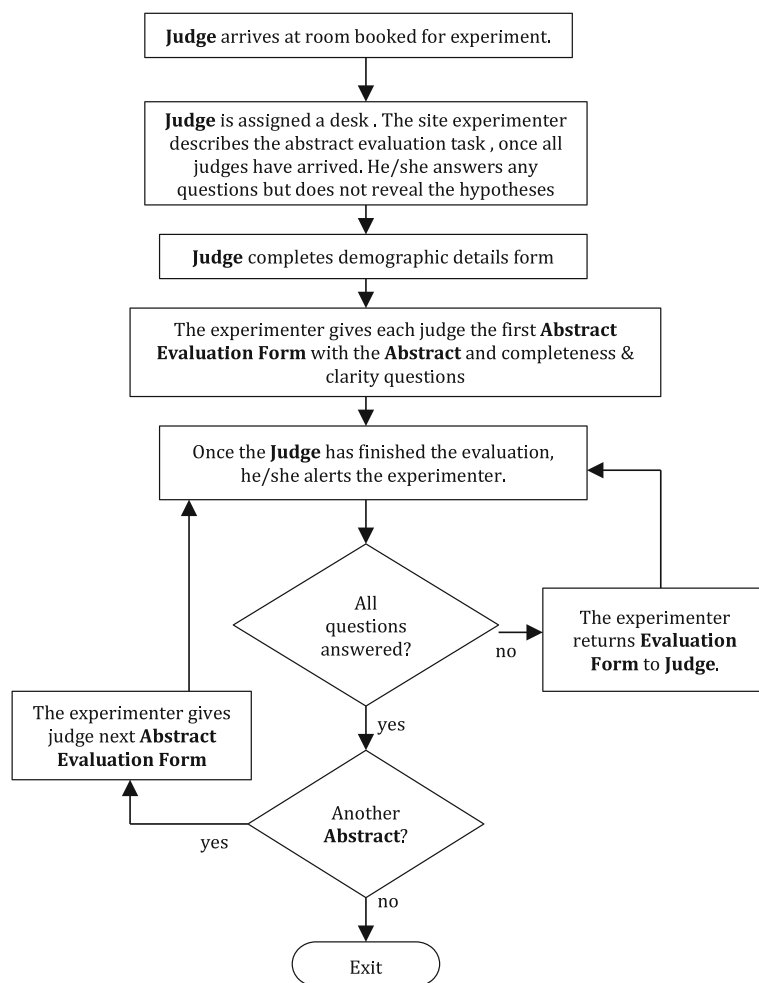 Judge arrives at room booked for experiment.
Judge is assigned a desk . The site experimenter
describes the abstract evaluation task , once all
judges have arrived. He/she answers any
questions but does not reveal the hypotheses
Judge completes demographic details form
The experimenter gives each judge the first Abstract
Evaluation Form with the Abstract and completeness &
clarity questions
Once the Judge has finished the evaluation,
he/she alerts the experimenter.
All
questions
answered?
no
The experimenter
returns Evaluation
Form to Judge.
yes
The experimenter gives
judge next Abstract
Evaluation Form
Another
Abstract?
yes
no
Exit